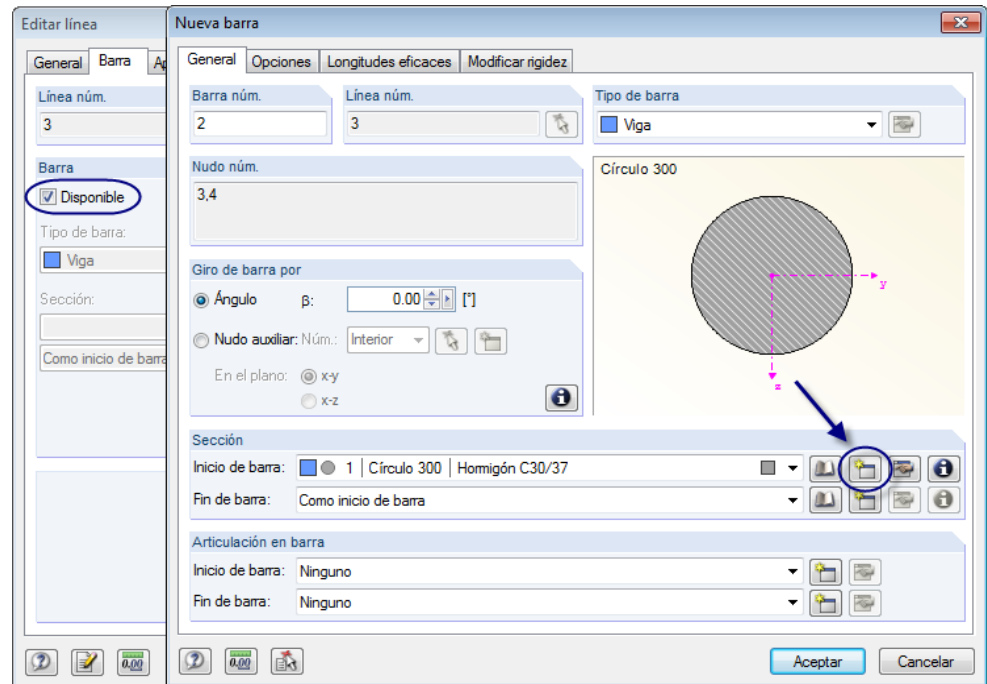 Editar línea
General Barra Ap
Línea núm.
3
Barra
Disponible
Tipo de barra:
Viga
Sección:
Como inicio de barra
0.00
Nueva barra
General Opciones Longitudes eficaces Modificar rigidez
Barra núm. Línea núm. Tipo de barra
2 3 Viga
Nudo núm. Círculo 300
3,4
Giro de barra por
Ángulo β: 0.00 [°]
Nudo auxiliar: Núm.: Interior
En el plano: x-y
x-z
y
z
Sección
Inicio de barra: 1 Círculo 300 Hormigón C30/37
Fin de barra: Como inicio de barra
Articulación en barra
Inicio de barra: Ninguno
Fin de barra: Ninguno
0.00
Aceptar Cancelar